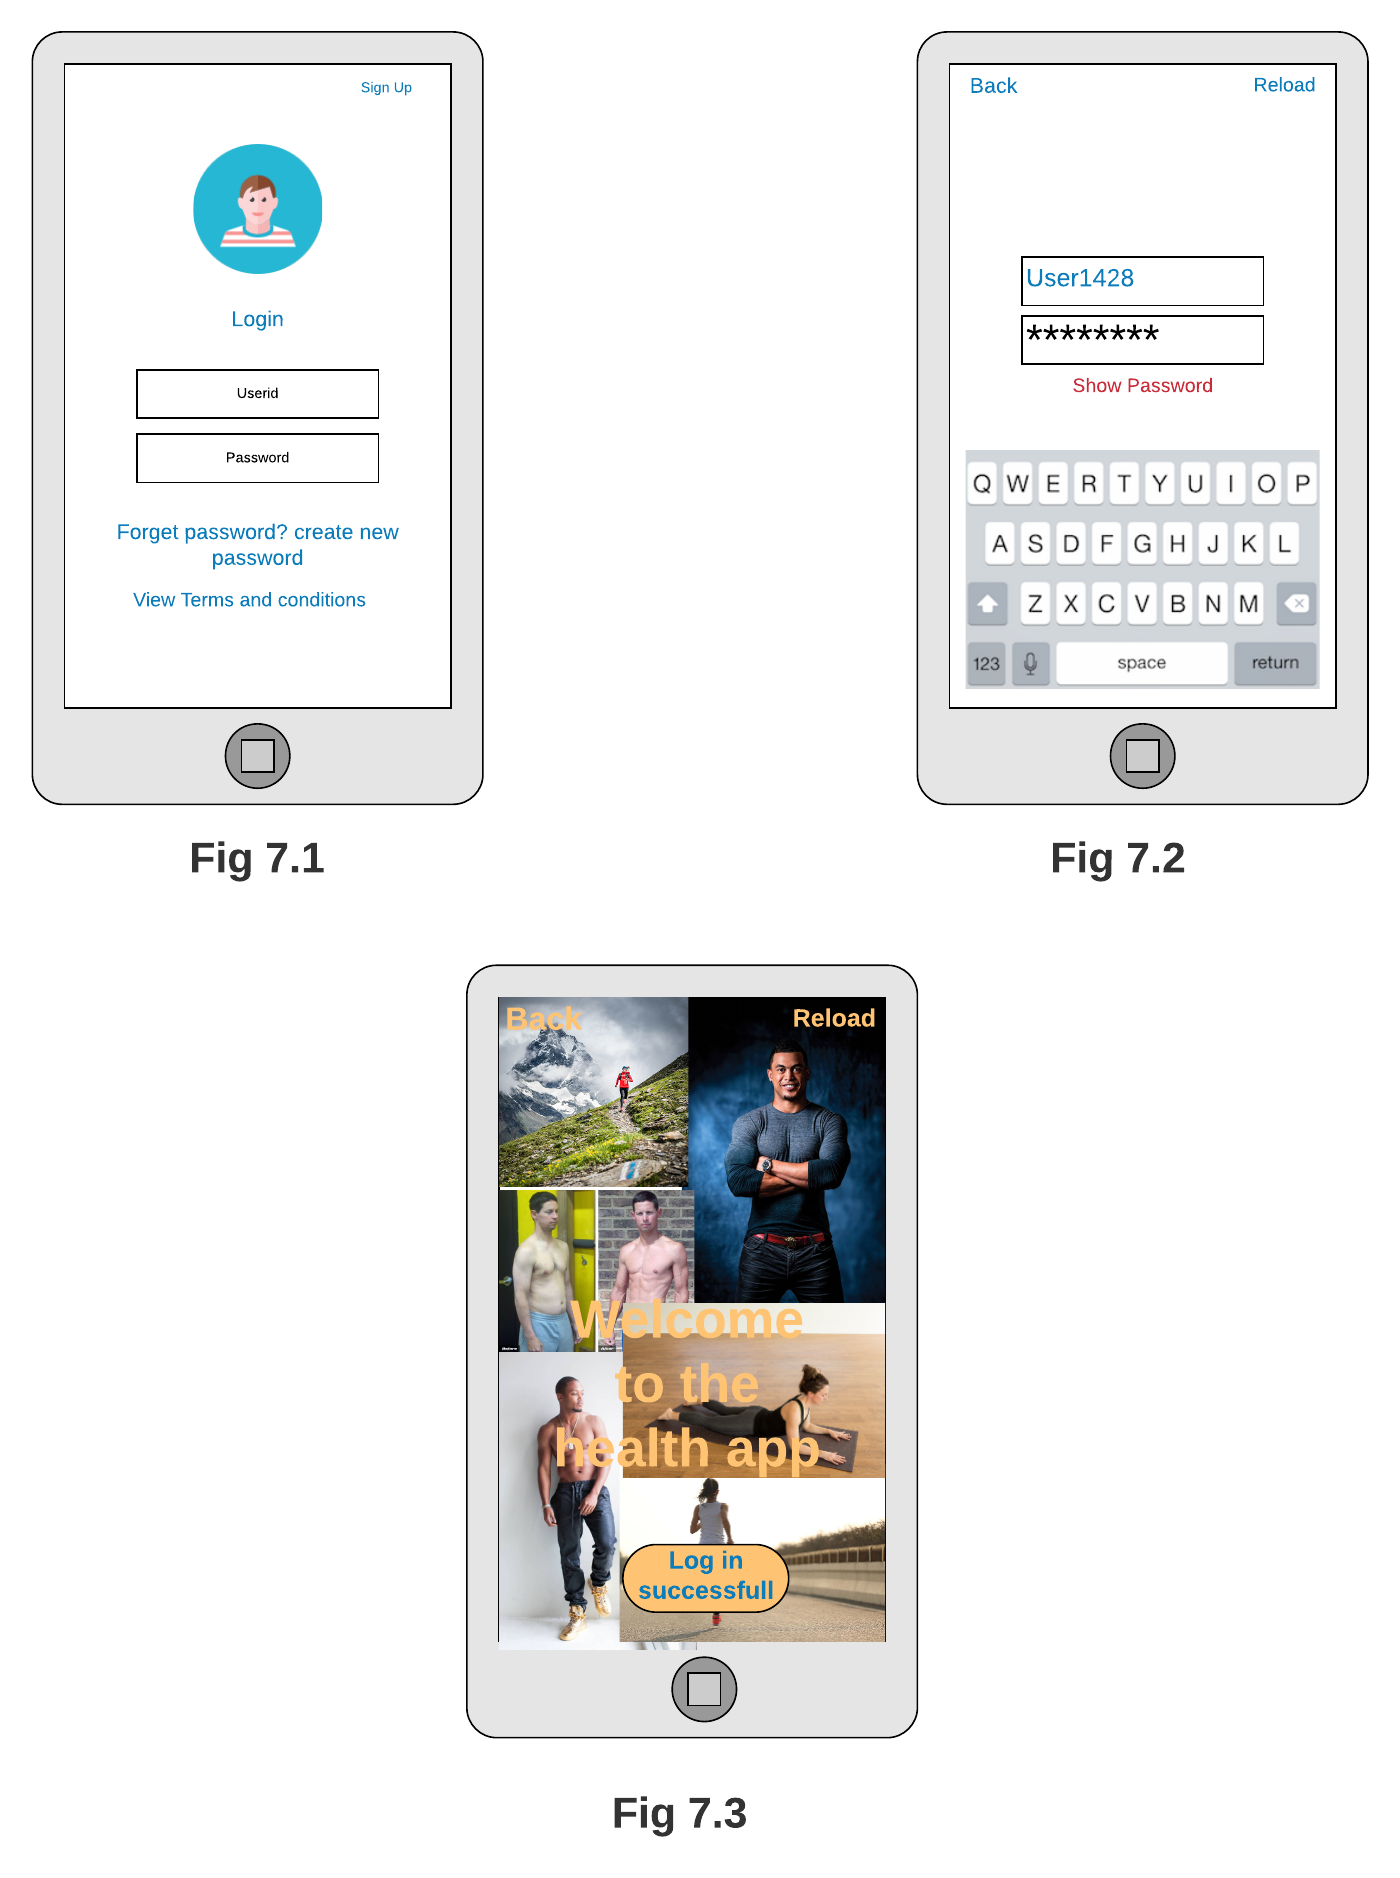 Sign Up
Login
Userid
Password
Forget password? create new
password
View Terms and conditions
Fig 7.1
Back
Reload
User1428
********
Show Password
Q W E R T Y U I O P
A S D F G H J K L
Z X C V B N M
123
space
return
Fig 7.2
Back
Reload
Welcome
to the
health app
Log in
successfull
Fig 7.3